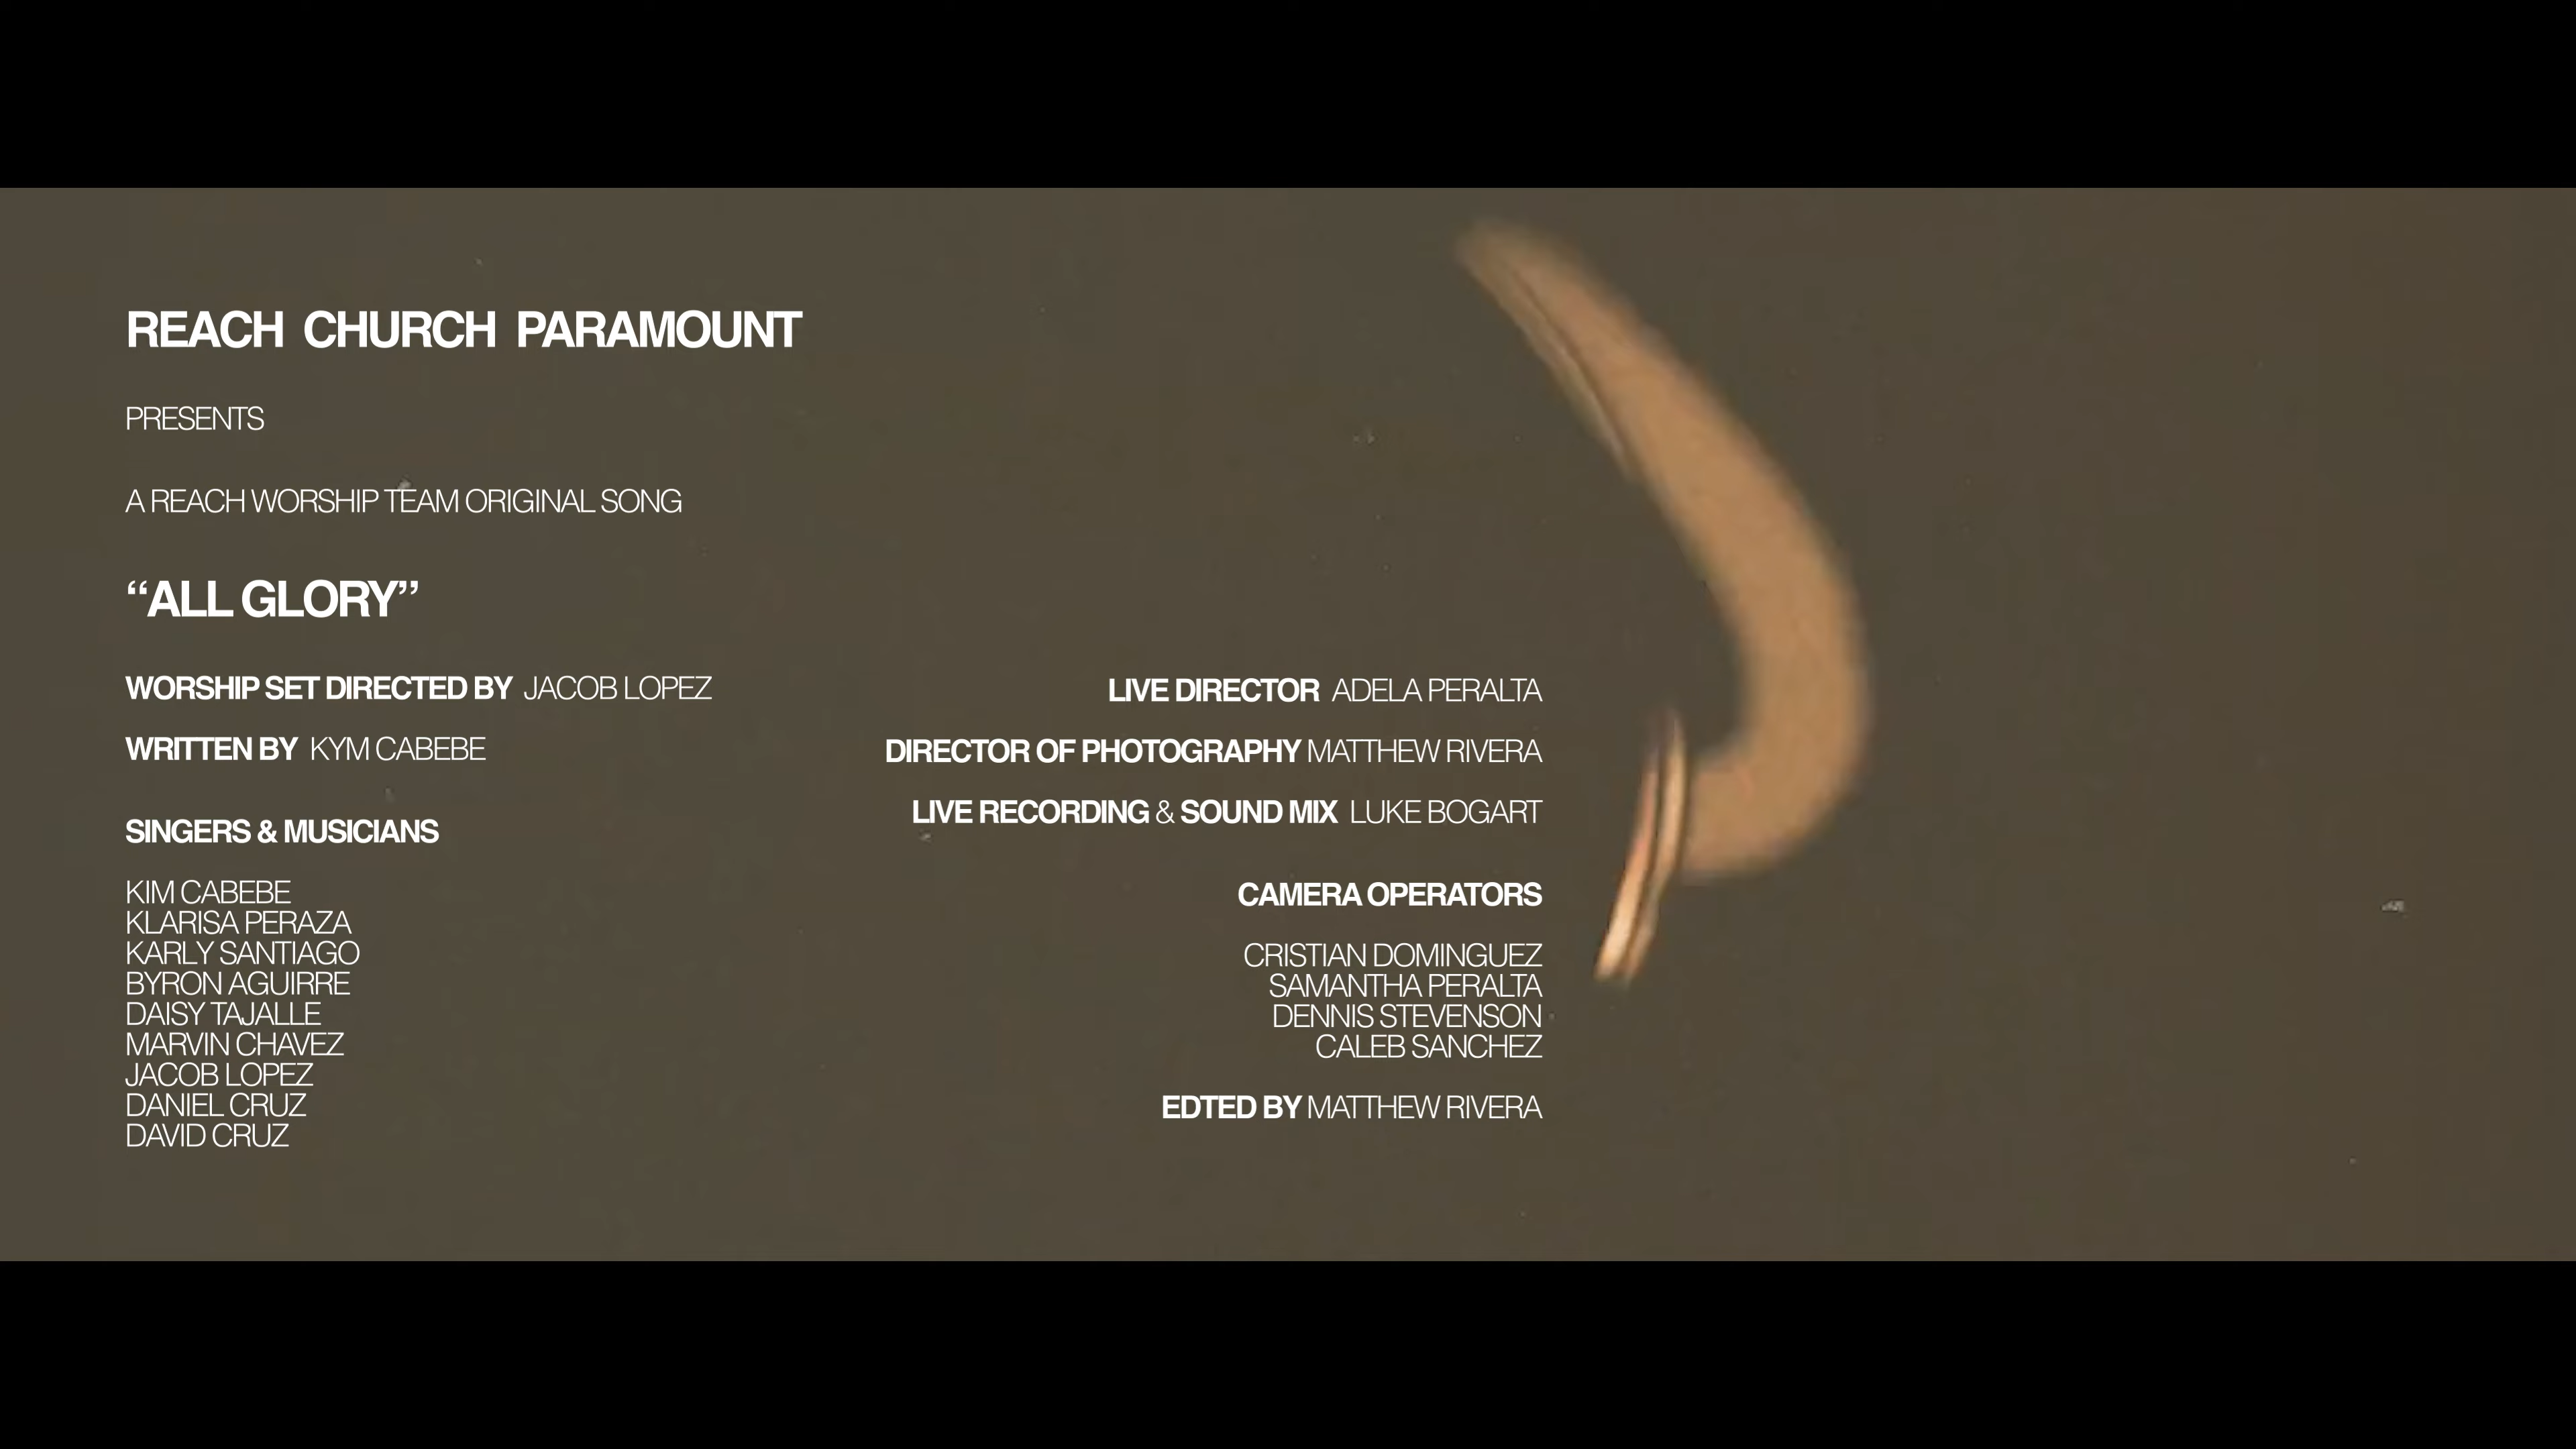 REACH CHURCH PARAMOUNT
PRESENTS
A REACH WORSHIP TEAM ORIGINAL SONG
“ALL GLORY”
WORSHIP SET DIRECTED BY JACOB LOPEZ
WRITTEN BY KYM CABEBE
SINGERS & MUSICIANS
KIM CABEBE
KLARISA PERAZA
KARLY SANTIAGO
BYRON AGUIRRE
DAISY TAJALLE
MARVIN CHAVEZ
JACOB LOPEZ
DANIEL CRUZ
DAVID CRUZ
LIVE DIRECTOR ADELA PERALTA
DIRECTOR OF PHOTOGRAPHY MATTHEW RIVERA
LIVE RECORDING & SOUND MIX LUKE BOGART
CAMERA OPERATORS
CRISTIAN DOMINGUEZ
SAMANTHA PERALTA
DENNIS STEVENSON
CALEB SANCHEZ
EDTED BY MATTHEW RIVERA